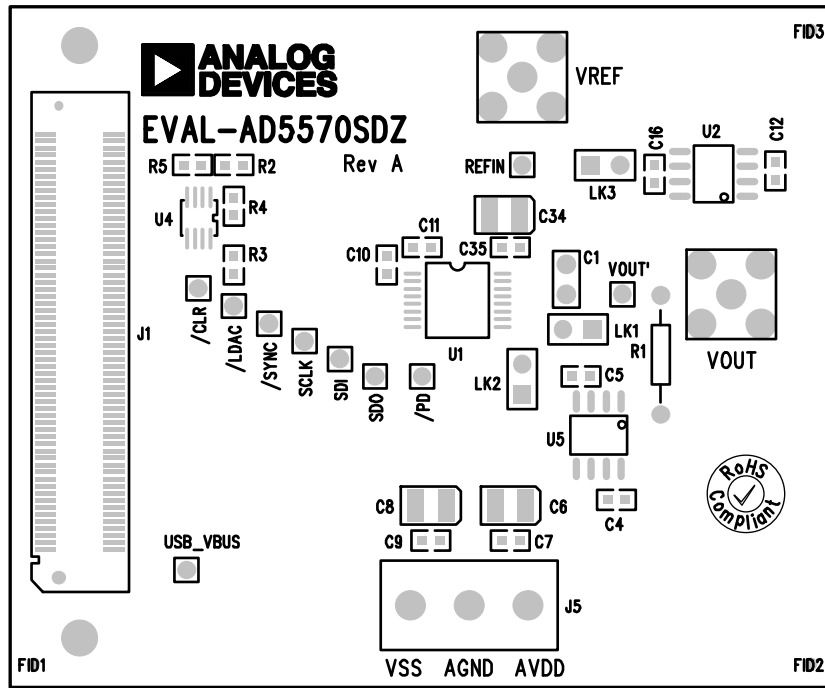 FID3
ANALOG
DEVICES
VREF
EVAL-AD5570SDZ
Rev A
R5
R2
REFIN
LK3
C16
U2
C12
U4
R4
C34
C11
C35
R3
C10
C1
VOUT'
J1
/CLR
/LDAC
/SYNC
SCLK
SDI
SDO
/PD
U1
LK1
R1
VOUT
LK2
C5
U5
RoHS
Compliant
C8
C6
C4
USB_VBUS
C9
C7
J5
FID1
VSS AGND AVDD
FID2